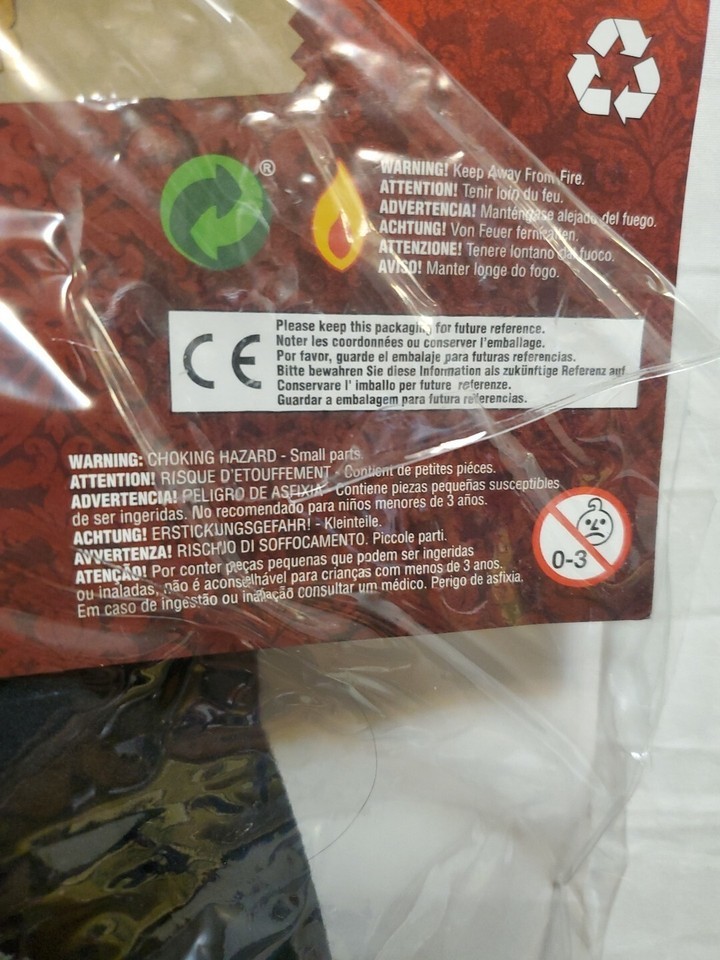 ®
WARNING! Keep Away From Fire.
ATTENTION! Tenir loin du feu.
ADVERTENCIA! Manténgase alejado del fuego.
ACHTUNG! Von Feuer fernhalten.
ATTENZIONE! Tenere lontano dal fuoco.
AVISO! Manter longe do fogo.
CE
Please keep this packaging for future reference.
Noter les coordonnées ou conserver l'emballage.
Por favor, guarde el embalaje para futuras referencias.
Bitte bewahren Sie diese Information als zukünftige Referenz auf
Conservare l' imballo per future referenze.
Guardar a embalagem para futura referencias.
WARNING: CHOKING HAZARD - Small parts.
ATTENTION! RISQUE D'ETOUFFEMENT - Contient de petites piéces.
ADVERTENCIA! PELIGRO DE ASFIXIA- Contiene piezas pequeñas susceptibles
de ser ingeridas. No recomendado para niños menores de 3 años.
ACHTUNG! ERSTICKUNGSGEFAHR! - Kleinteile.
AVVERTENZA! RISCHIO DI SOFFOCAMENTO. Piccole parti.
ATENÇÃO! Por conter peças pequenas que podem ser ingeridas
ou inaladas, não é aconselhável para crianças com menos de 3 anos.
Em caso de ingestão ou inalação consultar um médico. Perigo de asfixia.
0-3